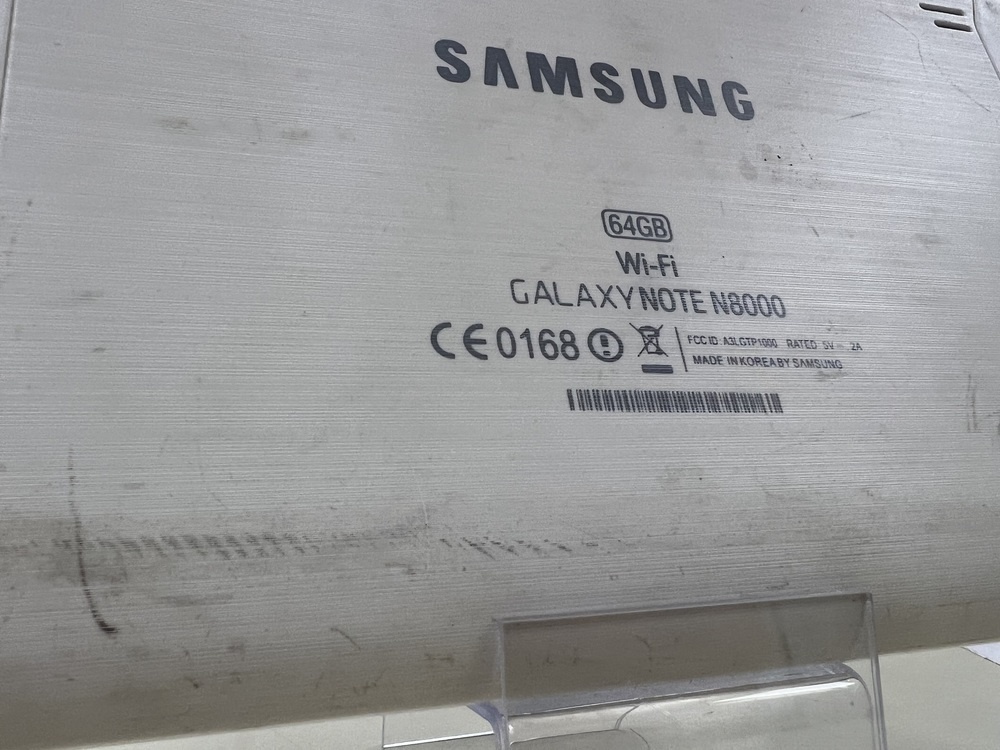 SAMSUNG
64GB
Wi-Fi
GALAXY NOTE N8000
CE0168 FCC ID A3LGTP1000 RATED 5V ⎓ 2A
MADE IN KOREA BY SAMSUNG